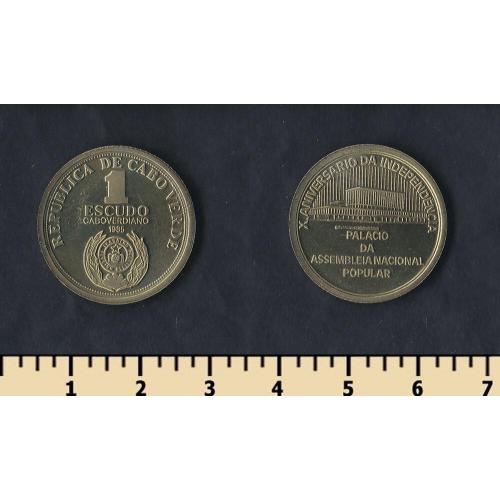 REPUBLICA DE CABO VERDE
1
ESCUDO
CABOVERDIANO
1985
X ANIVERSARIO DA INDEPENDENCIA
PALACIO
DA
ASSEMBLEIA NACIONAL
POPULAR
1 2 3 4 5 6 7